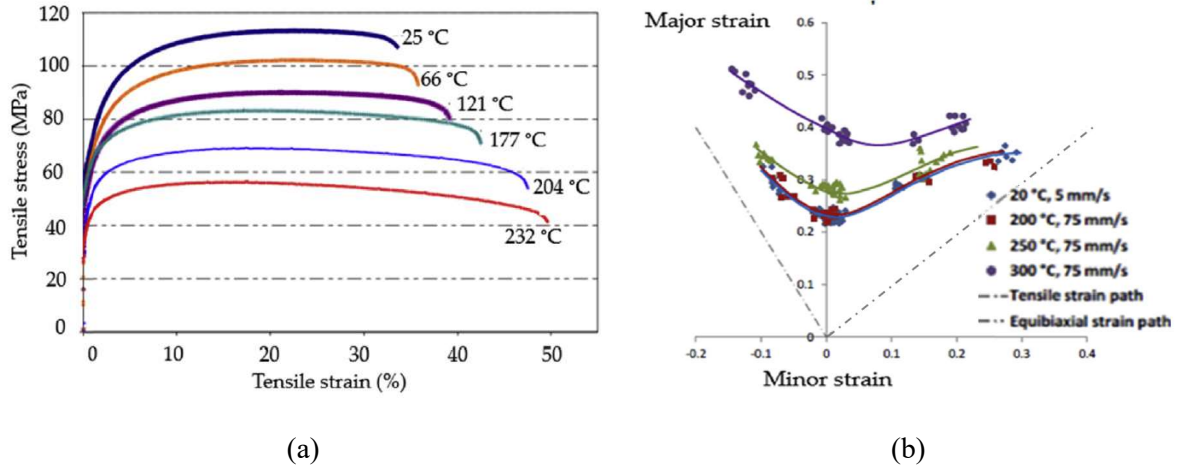 120
100
80
60
40
20
0
Tensile stress (MPa)
25 °C
66 °C
121 °C
177 °C
204 °C
232 °C
0 10 20 30 40 50
Tensile strain (%)
(a)
Major strain
0.6
0.5
0.4
0.3
0.2
0.1
0
-0.2 -0.1 0 0.1 0.2 0.3 0.4
Minor strain
20 °C, 5 mm/s
200 °C, 75 mm/s
250 °C, 75 mm/s
300 °C, 75 mm/s
Tensile strain path
Equibiaxial strain path
(b)